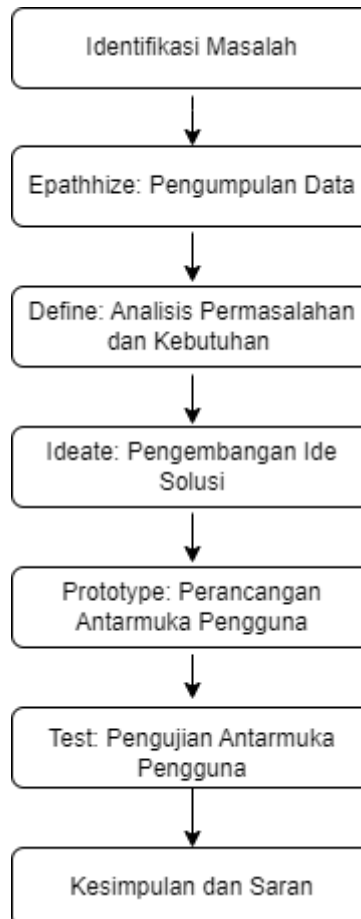 Identifikasi Masalah
Epathhize: Pengumpulan Data
Define: Analisis Permasalahan
dan Kebutuhan
Ideate: Pengembangan Ide
Solusi
Prototype: Perancangan
Antarmuka Pengguna
Test: Pengujian Antarmuka
Pengguna
Kesimpulan dan Saran